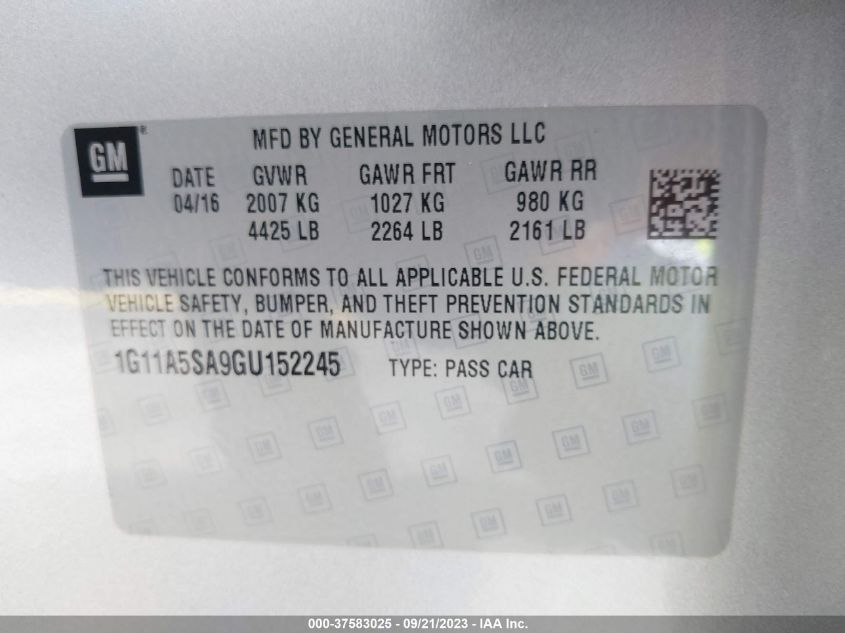 GM®
MFD BY GENERAL MOTORS LLC
DATE GVWR GAWR FRT GAWR RR
04/16 2007 KG 1027 KG 980 KG
4425 LB 2264 LB 2161 LB
THIS VEHICLE CONFORMS TO ALL APPLICABLE U.S. FEDERAL MOTOR
VEHICLE SAFETY, BUMPER, AND THEFT PREVENTION STANDARDS IN
EFFECT ON THE DATE OF MANUFACTURE SHOWN ABOVE.
1G11A5SA9GU152245 TYPE: PASS CAR
000-37583025 - 09/21/2023 - IAA Inc.